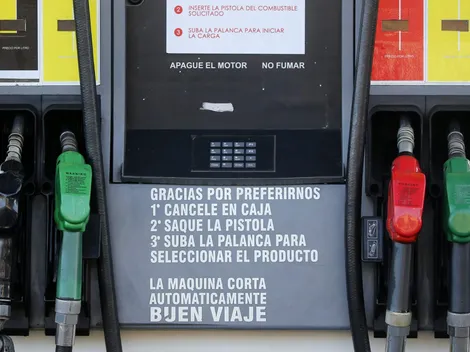 2 INSERTE LA PISTOLA DEL COMBUSTIBLE
SOLICITADO
3 SUBA LA PALANCA PARA INICIAR
LA CARGA
APAGUE EL MOTOR NO FUMAR
GRACIAS POR PREFERIRNOS
1° CANCELE EN CAJA
2° SAQUE LA PISTOLA
3° SUBA LA PALANCA PARA
SELECCIONAR EL PRODUCTO
LA MAQUINA CORTA
AUTOMATICAMENTE
BUEN VIAJE